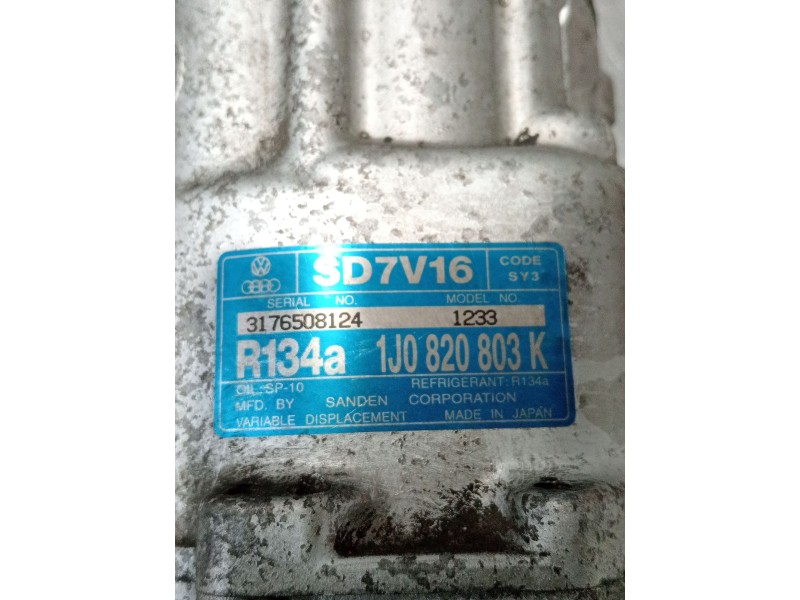 SD7V16
CODE
SY3
SERIAL NO.
MODEL NO.
3176508124
1233
R134a
1J0 820 803 K
OIL: SP-10
REFRIGERANT: R134a
MFD. BY SANDEN CORPORATION
VARIABLE DISPLACEMENT
MADE IN JAPAN